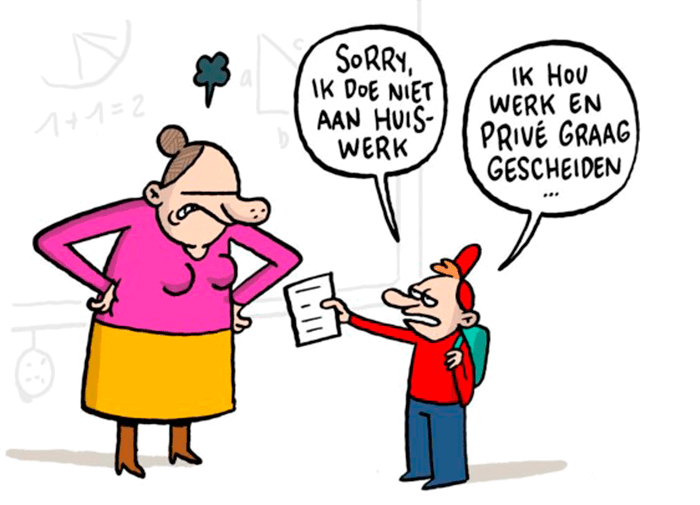 1+1=2
a
c
b
SORRY,
IK DOE NIET
AAN HUIS-
WERK
IK HOU
WERK EN
PRIVÉ GRAAG
GESCHEIDEN
...